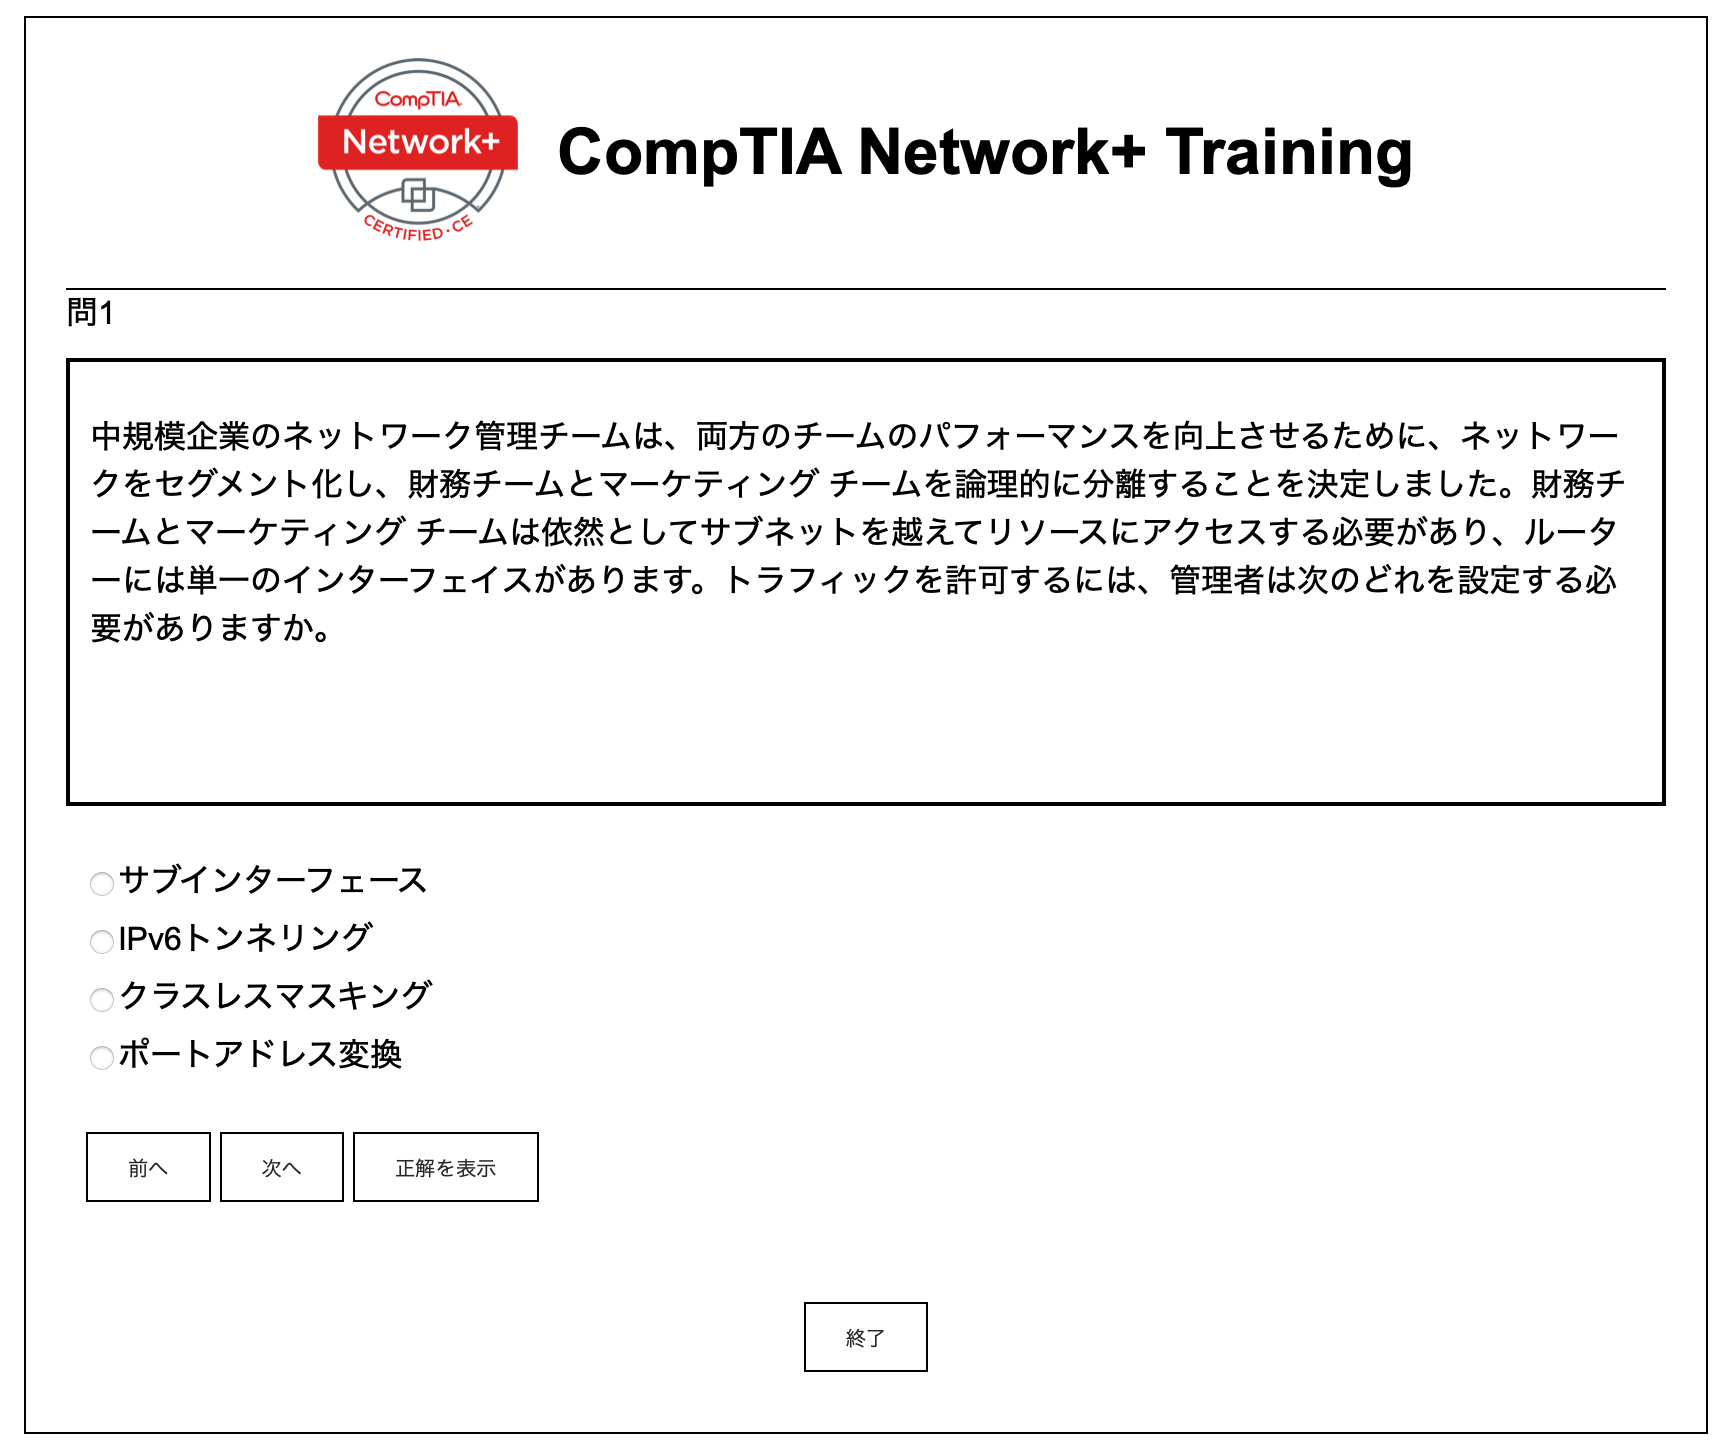 CompTIA.
Network+
CERTIFIED・CE
CompTIA Network+ Training
問1
中規模企業のネットワーク管理チームは、両方のチームのパフォーマンスを向上させるために、ネットワー
クをセグメント化し、財務チームとマーケティング チームを論理的に分離することを決定しました。財務チ
ームとマーケティング チームは依然としてサブネットを越えてリソースにアクセスする必要があり、ルータ
ーには単一のインターフェイスがあります。トラフィックを許可するには、管理者は次のどれを設定する必
要がありますか。
サブインターフェース
IPv6トンネリング
クラスレスマスキング
ポートアドレス変換
前へ
次へ
正解を表示
終了